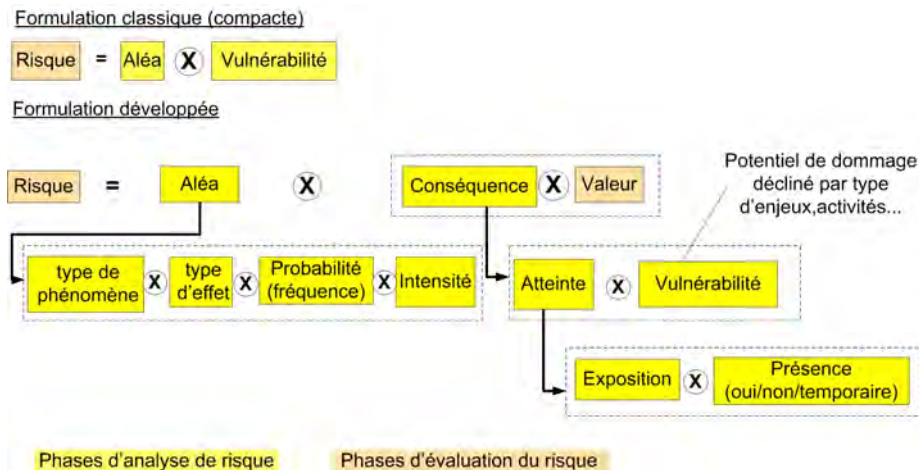 Formulation classique (compacte)
Risque = Aléa X Vulnérabilité
Formulation développée
Risque = Aléa X Conséquence X Valeur
Potentiel de dommage
décliné par type
d'enjeux,activités...
type de
phénomène X type
d'effet X Probabilité
(fréquence) X Intensité
Atteinte X Vulnérabilité
Exposition X Présence
(oui/non/temporaire)
Phases d'analyse de risque
Phases d'évaluation du risque